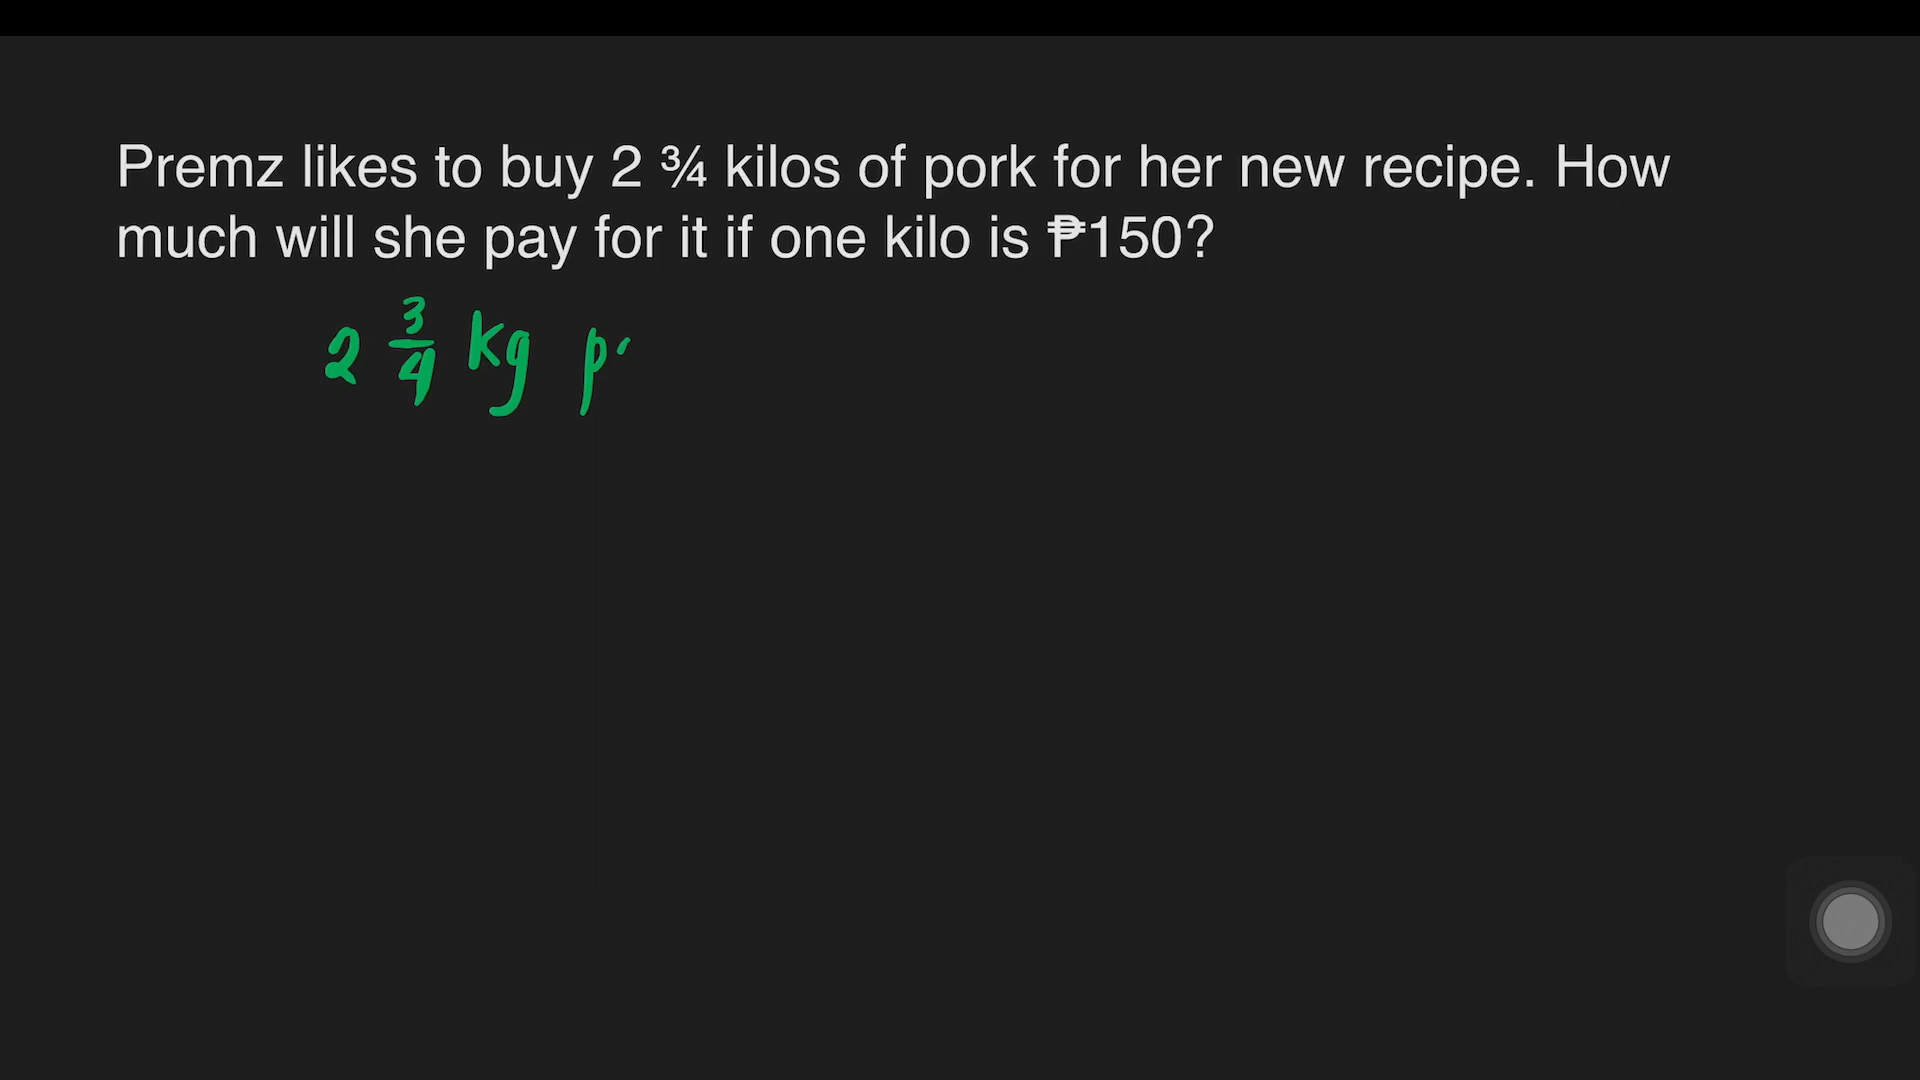 Premz likes to buy 2 ¾ kilos of pork for her new recipe. How
much will she pay for it if one kilo is ₱150?
2 3/4 kg p